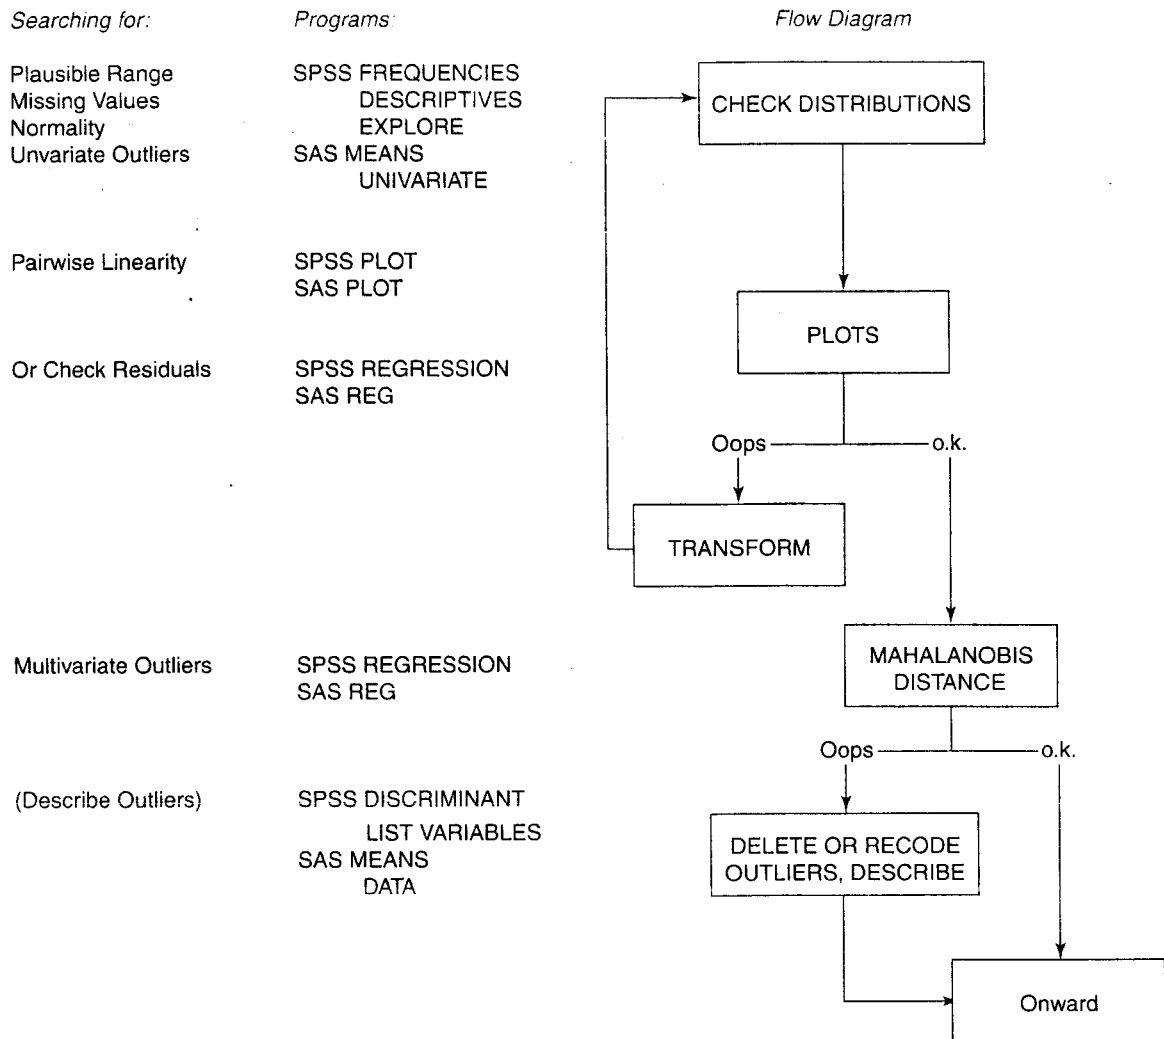 Searching for:
Programs:
Flow Diagram
Plausible Range
Missing Values
Normality
Unvariate Outliers
SPSS FREQUENCIES
DESCRIPTIVES
EXPLORE
SAS MEANS
UNIVARIATE
CHECK DISTRIBUTIONS
Pairwise Linearity
SPSS PLOT
SAS PLOT
PLOTS
Or Check Residuals
SPSS REGRESSION
SAS REG
Oops
o.k.
TRANSFORM
Multivariate Outliers
SPSS REGRESSION
SAS REG
MAHALANOBIS
DISTANCE
Oops
o.k.
(Describe Outliers)
SPSS DISCRIMINANT
LIST VARIABLES
SAS MEANS
DATA
DELETE OR RECODE
OUTLIERS, DESCRIBE
Onward